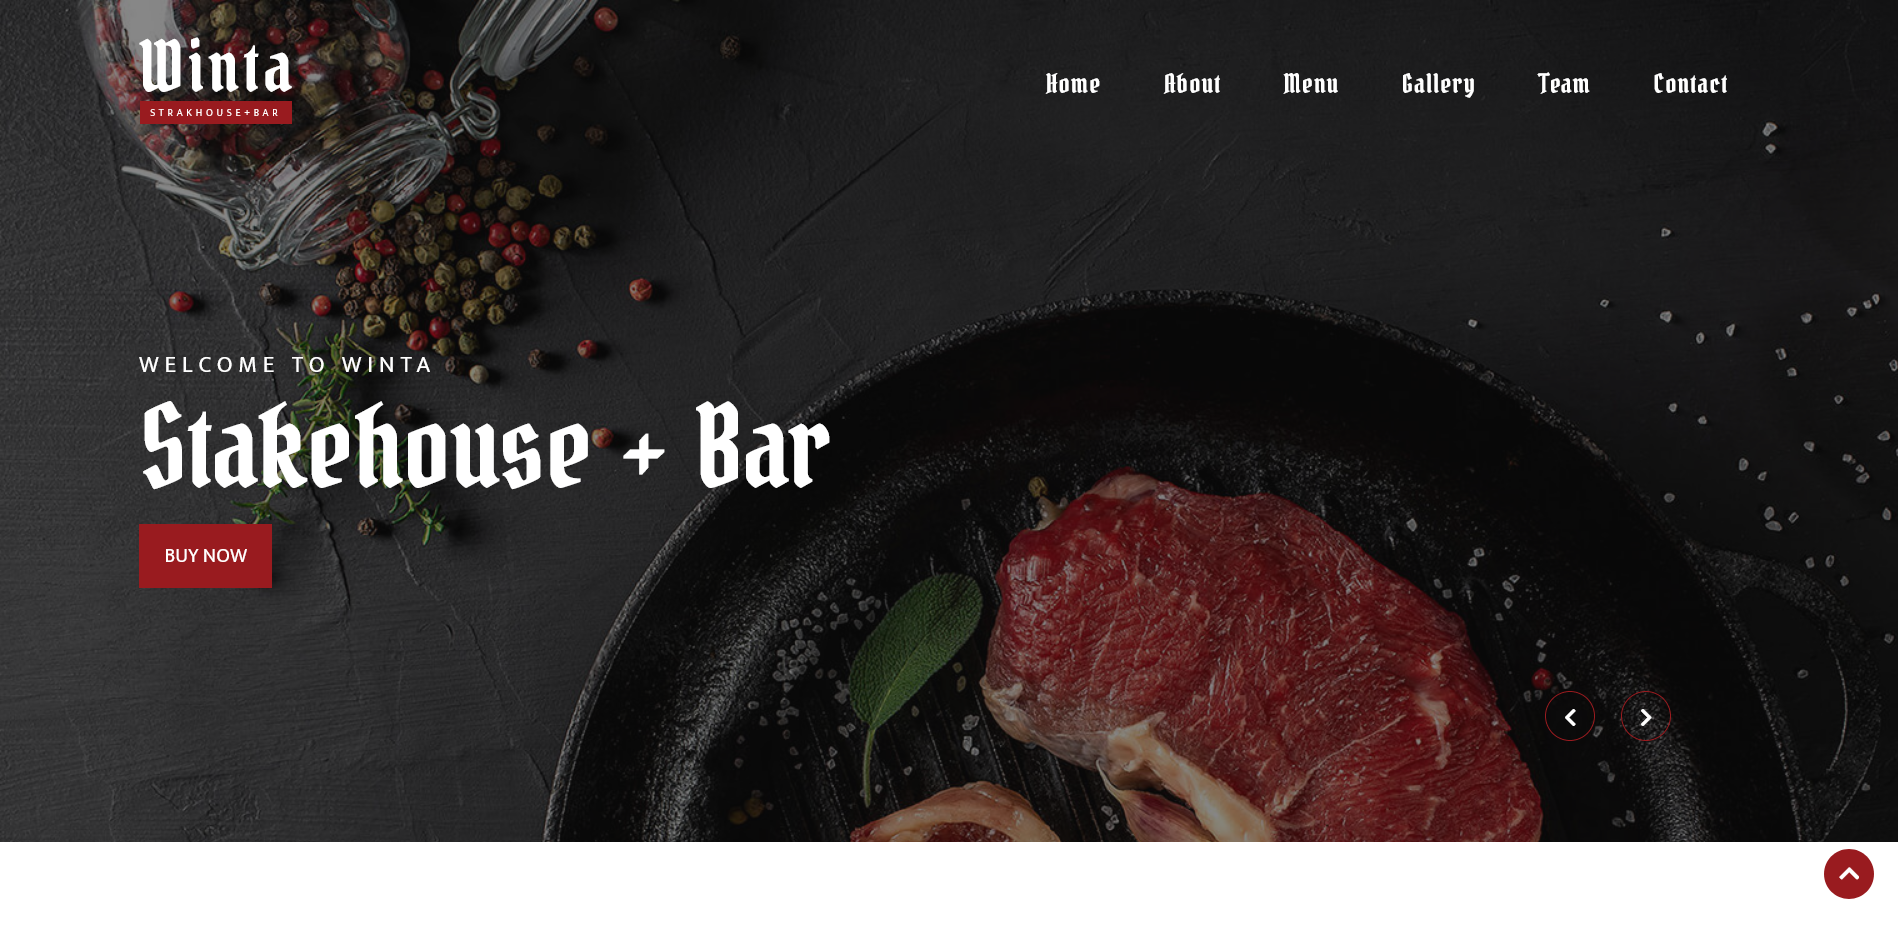 Winta
STRAKHOUSE+BAR
Home About Menu Gallery Team Contact
WELCOME TO WINTA
Stakehouse + Bar
BUY NOW